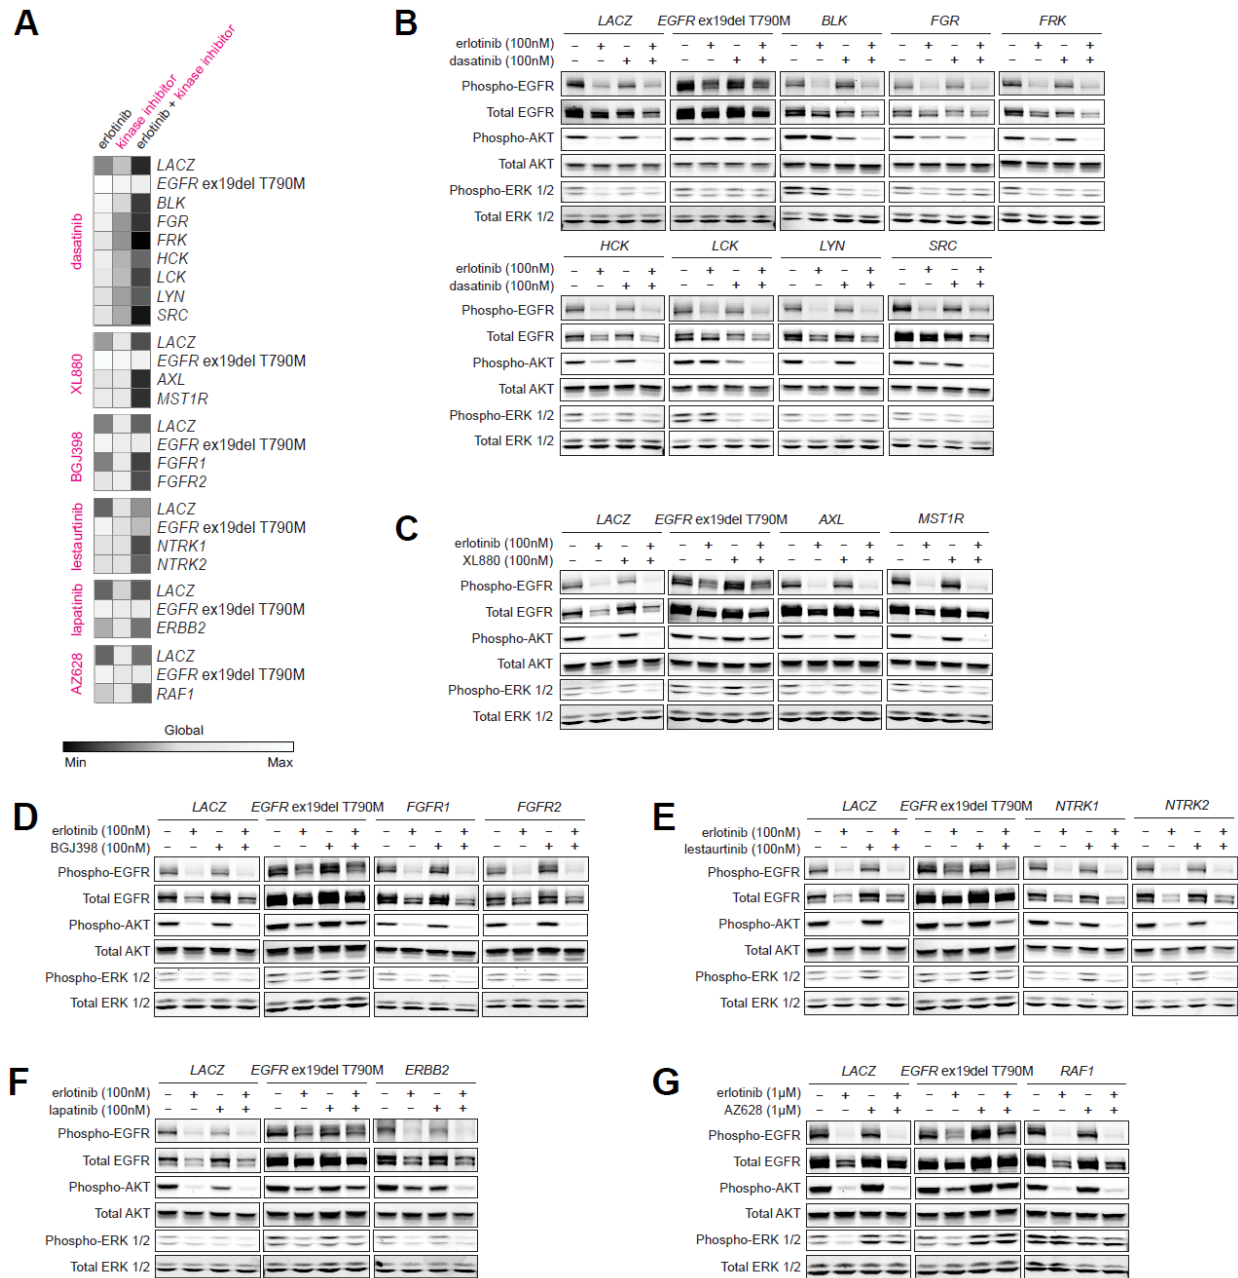 A
erlotinib
kinase inhibitor
erlotinib + kinase inhibitor
dasatinib
LACZ
EGFR ex19del T790M
BLK
FGR
FRK
HCK
LCK
LYN
SRC
XL880
LACZ
EGFR ex19del T790M
AXL
MST1R
BGJ398
LACZ
EGFR ex19del T790M
FGFR1
FGFR2
lestaurtinib
LACZ
EGFR ex19del T790M
NTRK1
NTRK2
lapatinib
LACZ
EGFR ex19del T790M
ERBB2
AZ628
LACZ
EGFR ex19del T790M
RAF1
Global
Min Max
B
LACZ EGFR ex19del T790M BLK FGR FRK
erlotinib (100nM) – + – + – + – + – + – + – + – + – + – +
dasatinib (100nM) – – + + – – + + – – + + – – + + – – + +
Phospho-EGFR
Total EGFR
Phospho-AKT
Total AKT
Phospho-ERK 1/2
Total ERK 1/2
HCK LCK LYN SRC
erlotinib (100nM) – + – + – + – + – + – + – + – +
dasatinib (100nM) – – + + – – + + – – + + – – + +
Phospho-EGFR
Total EGFR
Phospho-AKT
Total AKT
Phospho-ERK 1/2
Total ERK 1/2
C
LACZ EGFR ex19del T790M AXL MST1R
erlotinib (100nM) – + – + – + – + – + – + – + – +
XL880 (100nM) – – + + – – + + – – + + – – + +
Phospho-EGFR
Total EGFR
Phospho-AKT
Total AKT
Phospho-ERK 1/2
Total ERK 1/2
D
LACZ EGFR ex19del T790M FGFR1 FGFR2
erlotinib (100nM) – + – + – + – + – + – + – + – +
BGJ398 (100nM) – – + + – – + + – – + + – – + +
Phospho-EGFR
Total EGFR
Phospho-AKT
Total AKT
Phospho-ERK 1/2
Total ERK 1/2
E
LACZ EGFR ex19del T790M NTRK1 NTRK2
erlotinib (100nM) – + – + – + – + – + – + – + – +
lestaurtinib (100nM) – – + + – – + + – – + + – – + +
Phospho-EGFR
Total EGFR
Phospho-AKT
Total AKT
Phospho-ERK 1/2
Total ERK 1/2
F
LACZ EGFR ex19del T790M ERBB2
erlotinib (100nM) – + – + – + – + – + – +
lapatinib (100nM) – – + + – – + + – – + +
Phospho-EGFR
Total EGFR
Phospho-AKT
Total AKT
Phospho-ERK 1/2
Total ERK 1/2
G
LACZ EGFR ex19del T790M RAF1
erlotinib (1μM) – + – + – + – + – + – +
AZ628 (1μM) – – + + – – + + – – + +
Phospho-EGFR
Total EGFR
Phospho-AKT
Total AKT
Phospho-ERK 1/2
Total ERK 1/2